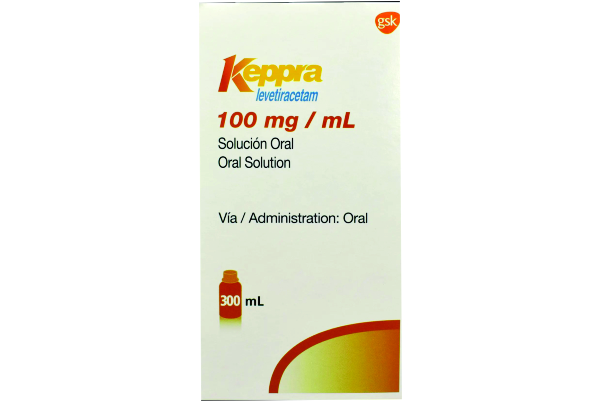 gsk
Keppra
levetiracetam
100 mg / mL
Solución Oral
Oral Solution
Vía / Administration: Oral
300 mL